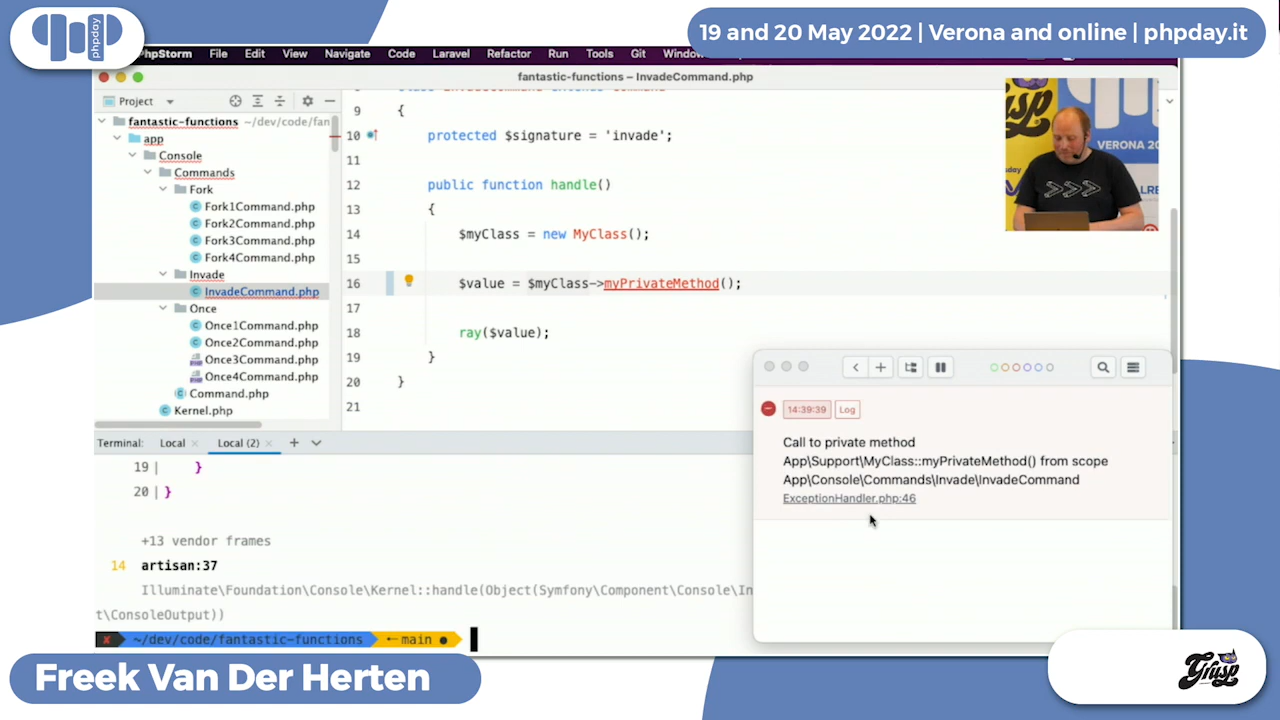 phpday
19 and 20 May 2022 | Verona and online | phpday.it
PhpStorm File Edit View Navigate Code Laravel Refactor Run Tools Git Window
fantastic-functions – InvadeCommand.php
Project
fantastic-functions ~/dev/code/fan
app
Console
Commands
Fork
Fork1Command.php
Fork2Command.php
Fork3Command.php
Fork4Command.php
Invade
InvadeCommand.php
Once
Once1Command.php
Once2Command.php
Once3Command.php
Once4Command.php
Command.php
Kernel.php
9 {
10 protected $signature = 'invade';
11
12 public function handle()
13 {
14 $myClass = new MyClass();
15
16 $value = $myClass->myPrivateMethod();
17
18 ray($value);
19 }
20 }
21
VERONA 20
Terminal: Local × Local (2) × +
19 | }
20 | }
+13 vendor frames
14 artisan:37
Illuminate\Foundation\Console\Kernel::handle(Object(Symfony\Component\Console\In
t\ConsoleOutput))
✘ ~/dev/code/fantastic-functions main ●
14:39:39 Log
Call to private method
App\Support\MyClass::myPrivateMethod() from scope
App\Console\Commands\Invade\InvadeCommand
ExceptionHandler.php:46
Freek Van Der Herten
Grusp